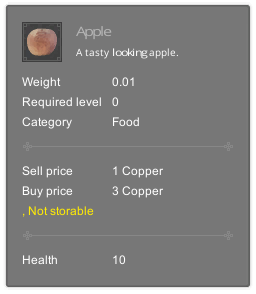 Apple
A tasty looking apple.
Weight 0.01
Required level 0
Category Food
Sell price 1 Copper
Buy price 3 Copper
, Not storable
Health 10